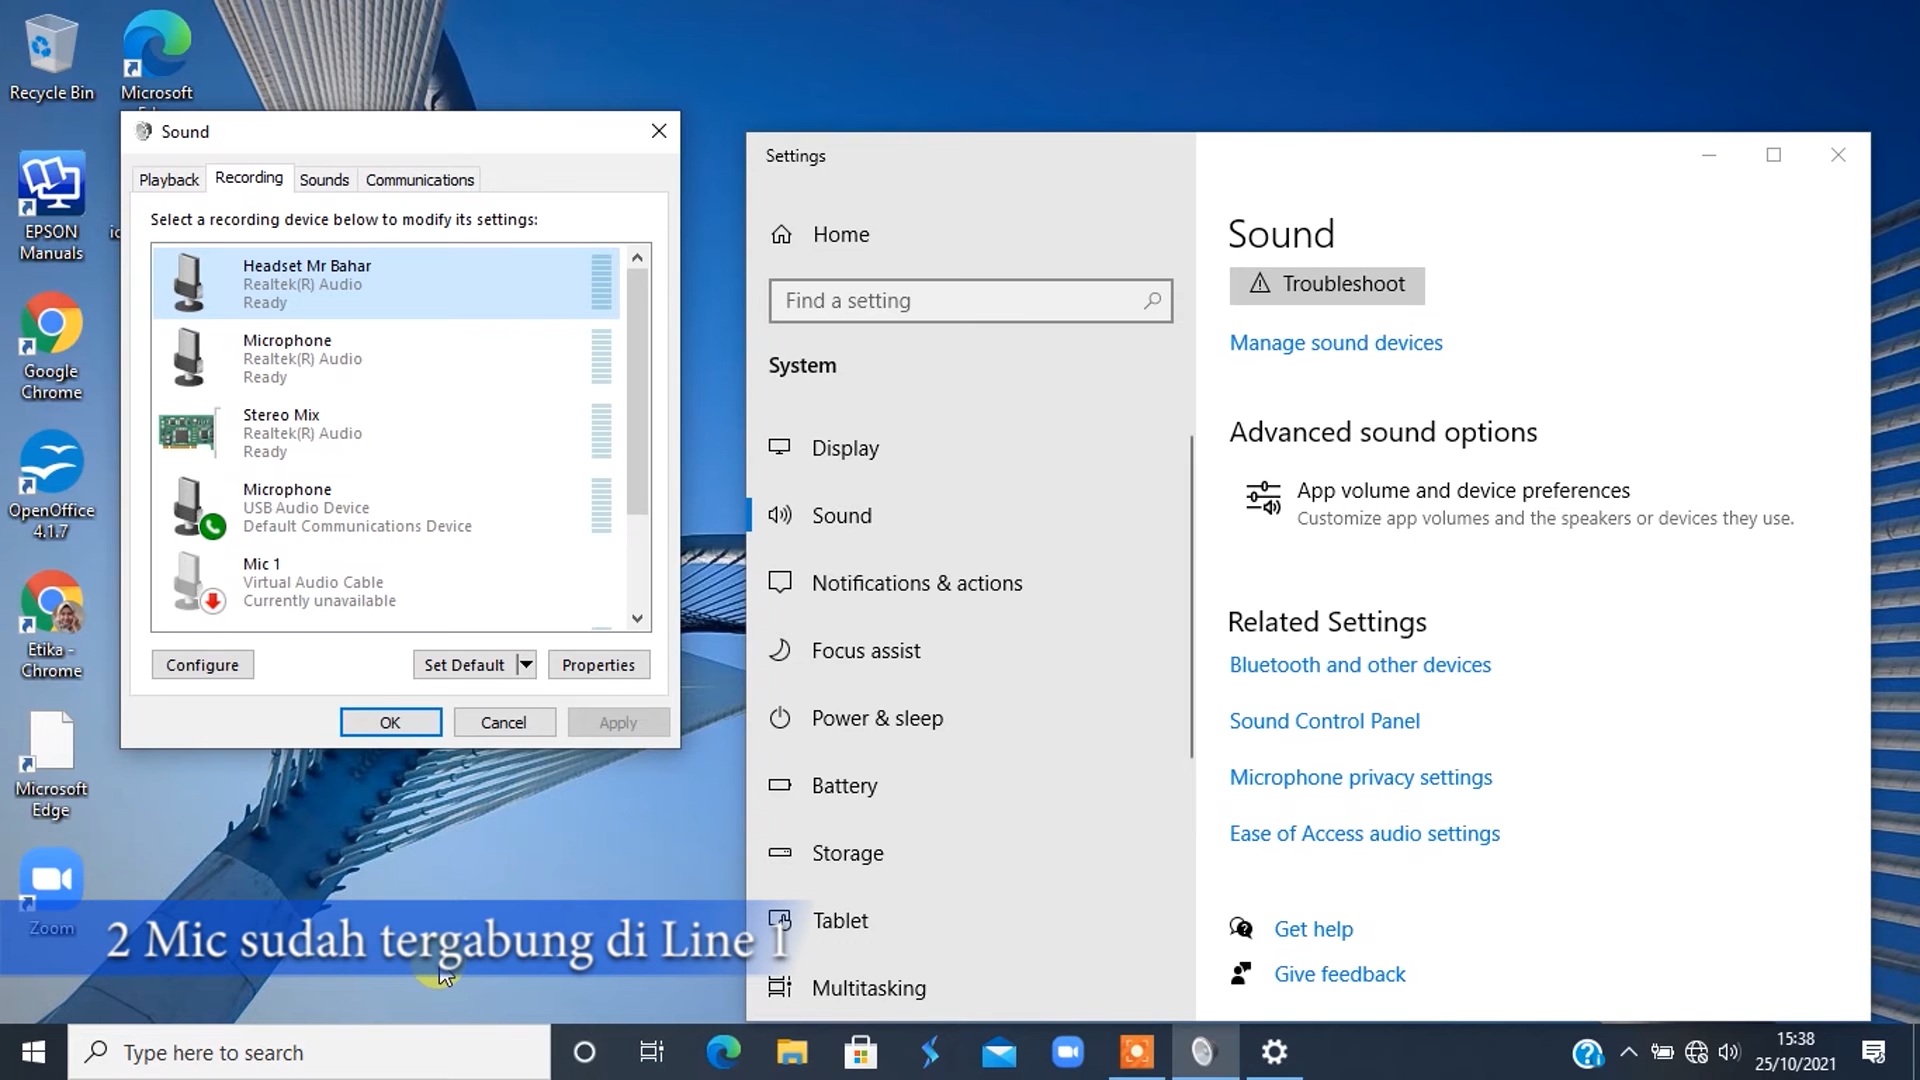 Recycle Bin
Microsoft
EPSON
Manuals
Google
Chrome
OpenOffice
4.1.7
Etika -
Chrome
Microsoft
Edge
Zoom
Sound
Playback
Recording
Sounds
Communications
Select a recording device below to modify its settings:
Headset Mr Bahar
Realtek(R) Audio
Ready
Microphone
Realtek(R) Audio
Ready
Stereo Mix
Realtek(R) Audio
Ready
Microphone
USB Audio Device
Default Communications Device
Mic 1
Virtual Audio Cable
Currently unavailable
Configure
Set Default
Properties
OK
Cancel
Apply
2 Mic sudah tergabung di Line 1
Settings
Home
Find a setting
System
Display
Sound
Notifications & actions
Focus assist
Power & sleep
Battery
Storage
Tablet
Multitasking
Sound
Troubleshoot
Manage sound devices
Advanced sound options
App volume and device preferences
Customize app volumes and the speakers or devices they use.
Related Settings
Bluetooth and other devices
Sound Control Panel
Microphone privacy settings
Ease of Access audio settings
Get help
Give feedback
Type here to search
15:38
25/10/2021